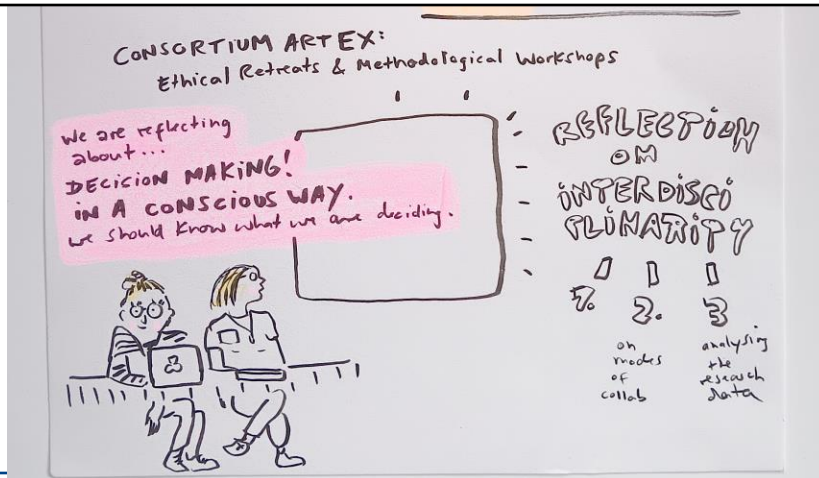 CONSORTIUM ARTEX:
Ethical Retreats & Methodological Workshops
We are reflecting
about...
DECICION MAKING!
IN A CONSCIOUS WAY.
we should know what we are deciding.
REFLECTION
ON
INTERDISCI
PLINARITY
1. 2. 3
on
modes
of
collab
analysing
the
research
data